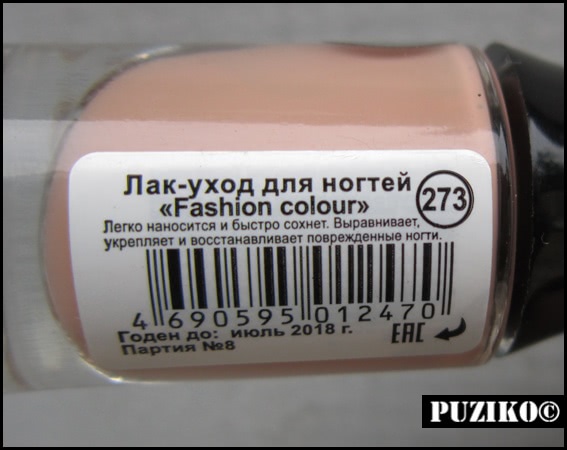 Лак-уход для ногтей
«Fashion colour»
273
Легко наносится и быстро сохнет. Выравнивает,
укрепляет и восстанавливает поврежденные ногти.
4 690595 012470
Годен до: июль 2018 г.
Партия №8
EAC
PUZIKO©